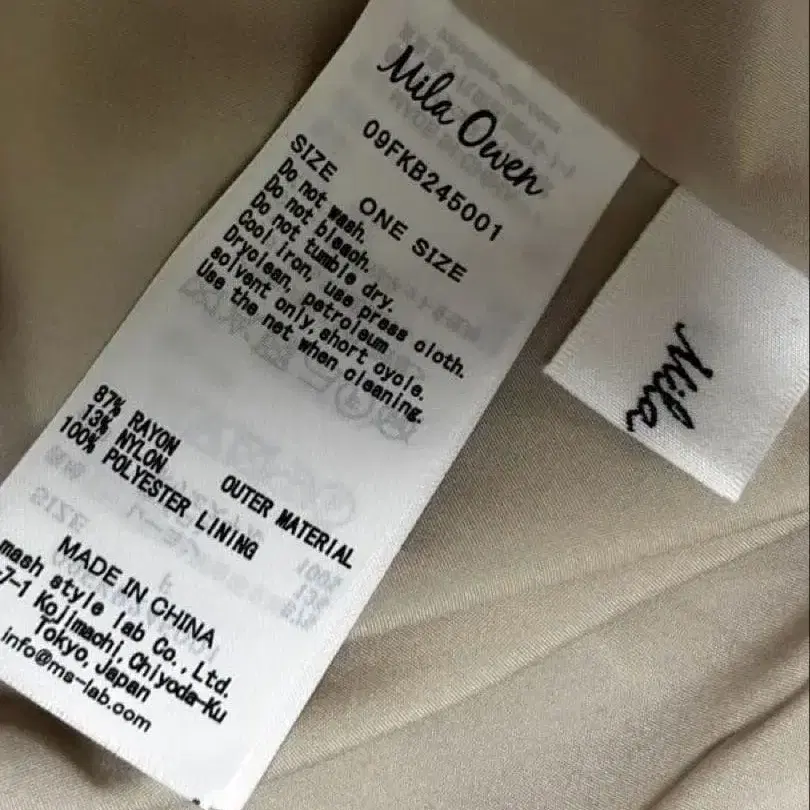 Mila Owen
09FKB245001
SIZE ONE SIZE
Do not wash.
Do not bleach.
Do not tumble dry.
Cool iron, use press cloth.
Dryclean, petroleum
solvent only, short cycle.
Use the net when cleaning.
87% RAYON
13% NYLON OUTER MATERIAL
100% POLYESTER LINING
MADE IN CHINA
mash style lab Co., Ltd.
-7-1 Kojimachi, Chiyoda-Ku
Tokyo, Japan
info@ms-lab.com
Mila